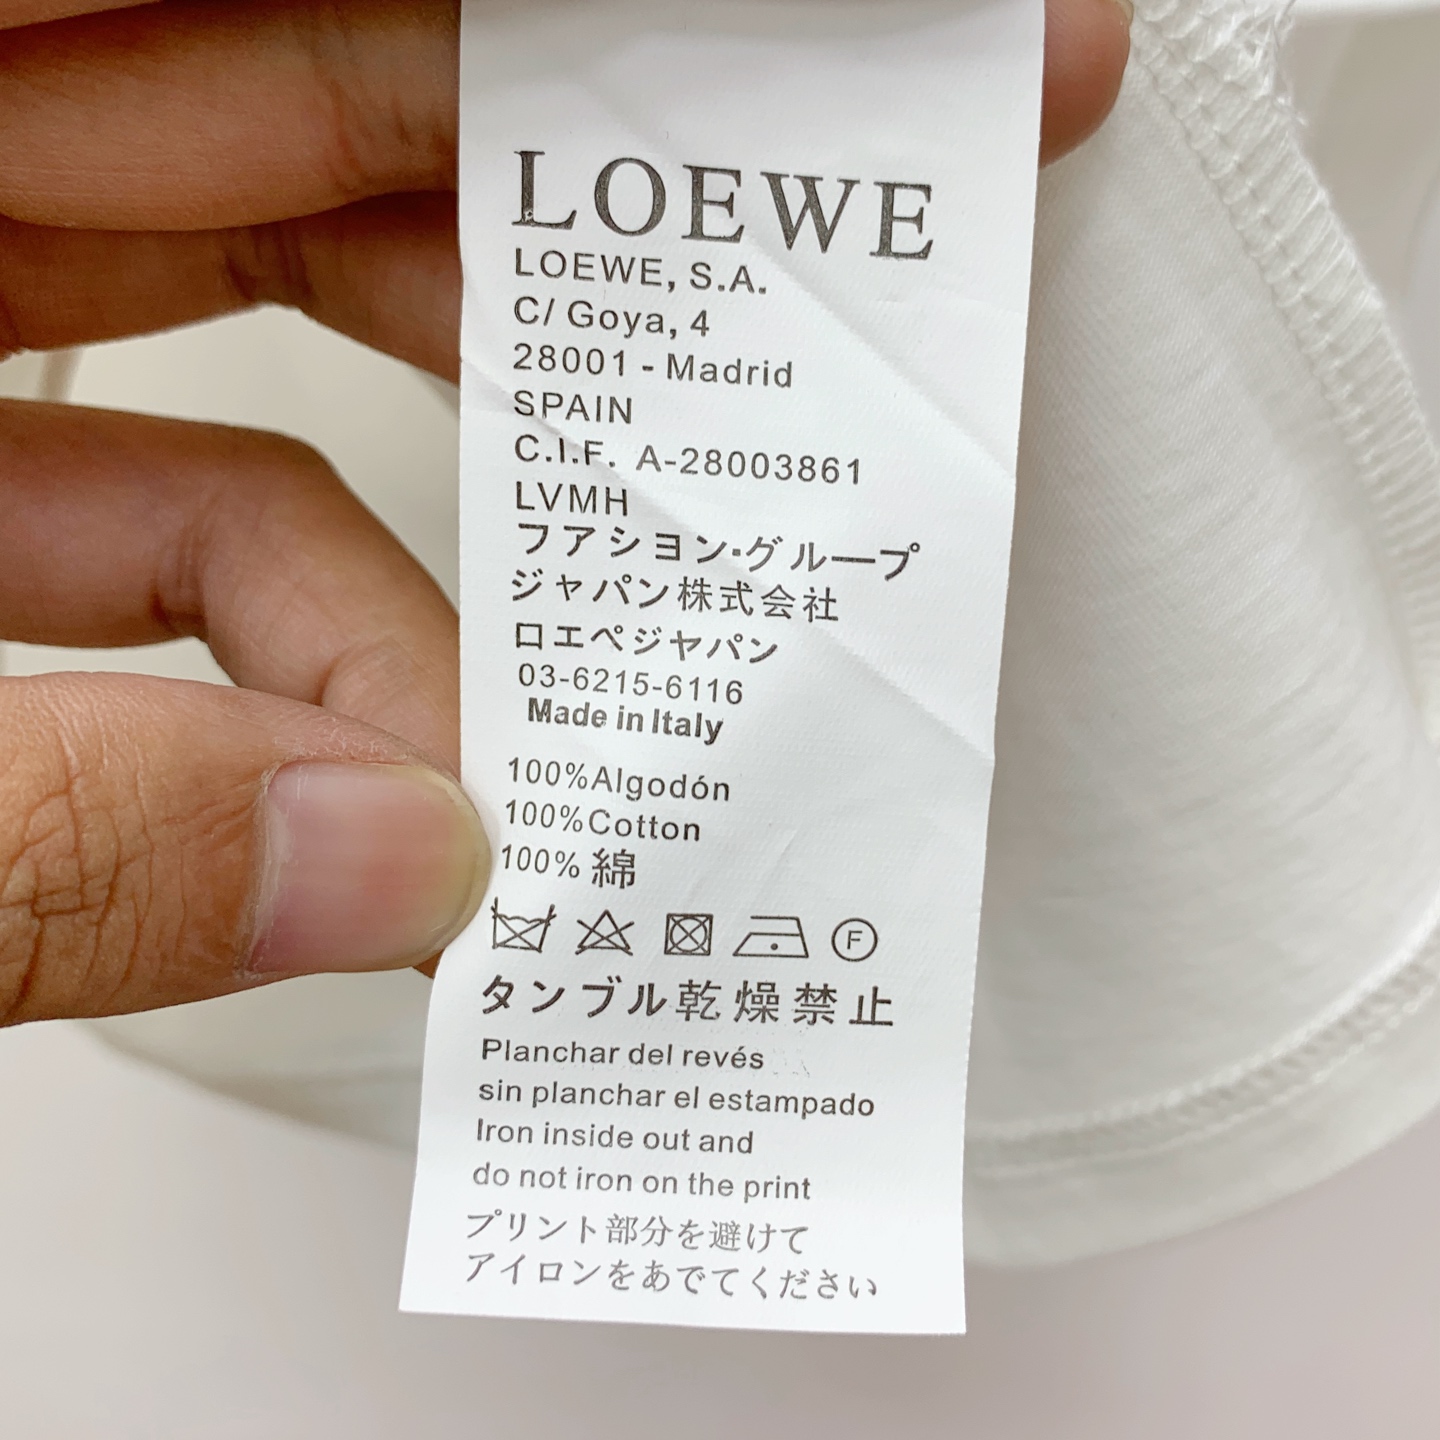 LOEWE
LOEWE, S.A.
C/ Goya, 4
28001 - Madrid
SPAIN
C.I.F. A-28003861
LVMH
フアシヨン・グループ
ジャパン株式会社
ロエペジヤパン
03-6215-6116
Made in Italy
100%Algodón
100%Cotton
100% 綿
F
タンブル乾燥禁止
Planchar del revés
sin planchar el estampado
Iron inside out and
do not iron on the print
プリント部分を避けて
アイロンをあでてください